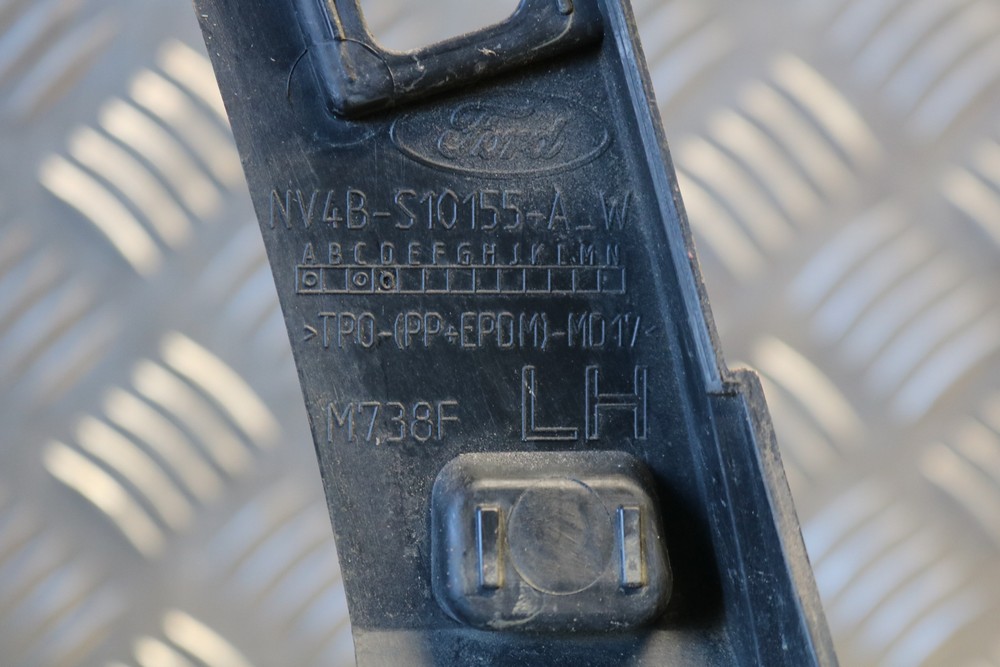 Ford
NV4B-S10155-A_W
A B C D E F G H J K L M N
>TPO-(PP+EPDM)-MD17<
M738F LH